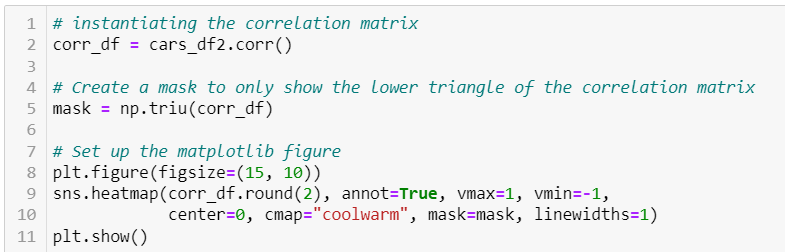 1 # instantiating the correlation matrix
2 corr_df = cars_df2.corr()
3
4 # Create a mask to only show the lower triangle of the correlation matrix
5 mask = np.triu(corr_df)
6
7 # Set up the matplotlib figure
8 plt.figure(figsize=(15, 10))
9 sns.heatmap(corr_df.round(2), annot=True, vmax=1, vmin=-1,
10             center=0, cmap="coolwarm", mask=mask, linewidths=1)
11 plt.show()